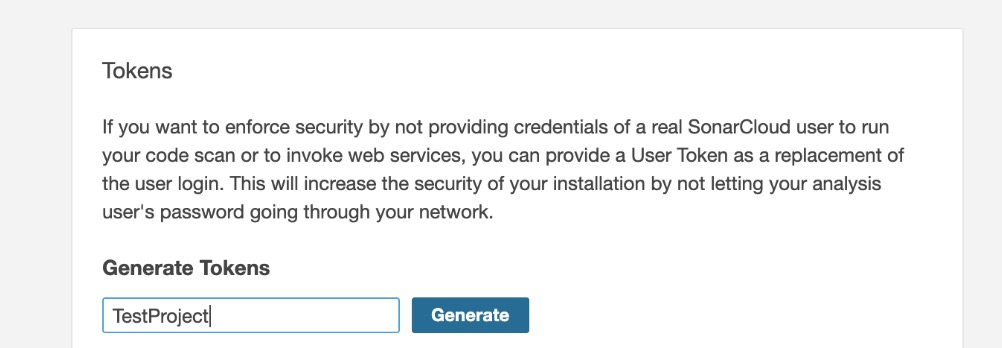 Tokens
If you want to enforce security by not providing credentials of a real SonarCloud user to run
your code scan or to invoke web services, you can provide a User Token as a replacement of
the user login. This will increase the security of your installation by not letting your analysis
user's password going through your network.
Generate Tokens
TestProject
Generate